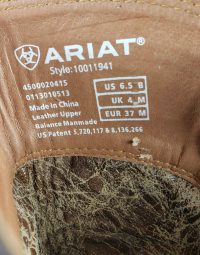 ARIAT
Style:10011941
4500020415
0113016513
Made in China
Leather Upper
Balance Manmade
US Patent 5,720,117 & 8,136,266
US 6.5 B
UK 4 M
EUR 37 M